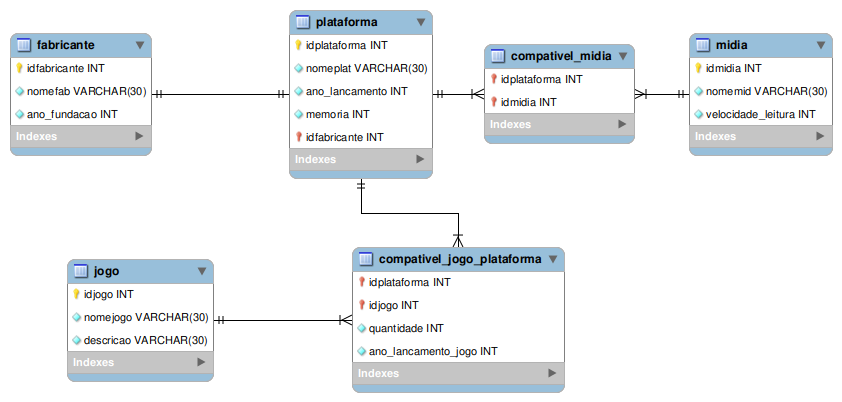 fabricante
idfabricante INT
nomefab VARCHAR(30)
ano_fundacao INT
Indexes
plataforma
idplataforma INT
nomeplat VARCHAR(30)
ano_lancamento INT
memoria INT
idfabricante INT
Indexes
compativel_midia
idplataforma INT
idmidia INT
Indexes
midia
idmidia INT
nomemid VARCHAR(30)
velocidade_leitura INT
Indexes
jogo
idjogo INT
nomejogo VARCHAR(30)
descricao VARCHAR(30)
Indexes
compativel_jogo_plataforma
idplataforma INT
idjogo INT
quantidade INT
ano_lancamento_jogo INT
Indexes